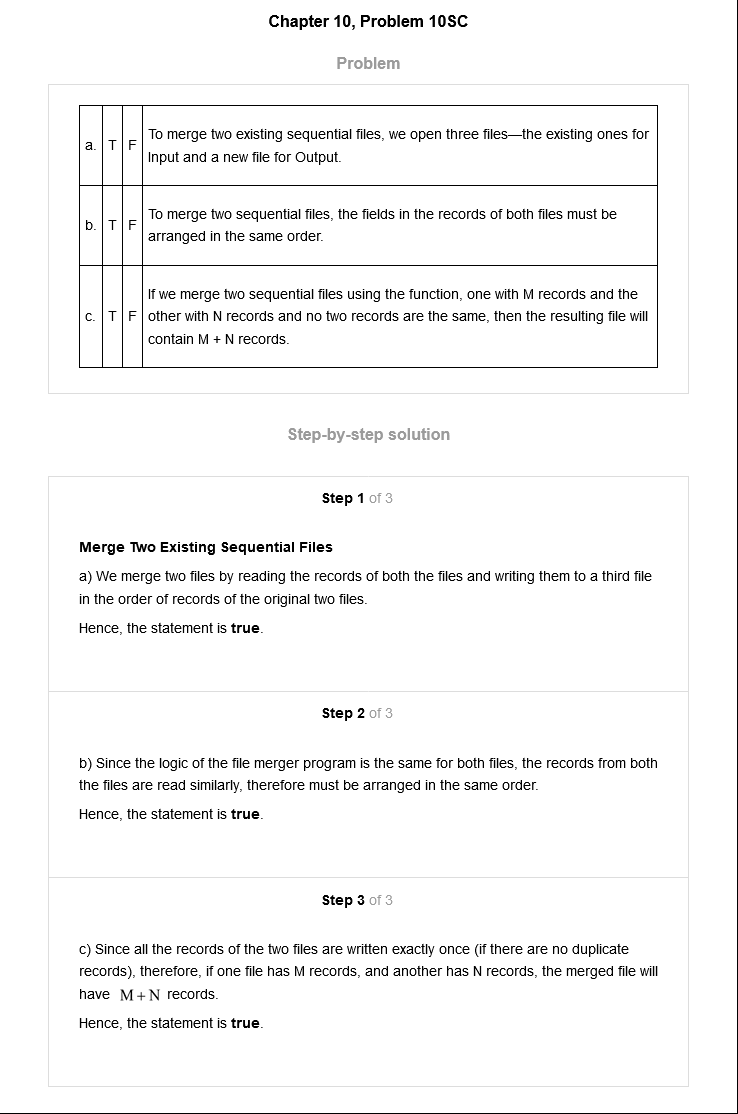 Chapter 10, Problem 10SC
Problem
a. T F To merge two existing sequential files, we open three files—the existing ones for
Input and a new file for Output.
b. T F To merge two sequential files, the fields in the records of both files must be
arranged in the same order.
If we merge two sequential files using the function, one with M records and the
c. T F other with N records and no two records are the same, then the resulting file will
contain M + N records.
Step-by-step solution
Step 1 of 3
Merge Two Existing Sequential Files
a) We merge two files by reading the records of both the files and writing them to a third file
in the order of records of the original two files.
Hence, the statement is true.
Step 2 of 3
b) Since the logic of the file merger program is the same for both files, the records from both
the files are read similarly, therefore must be arranged in the same order.
Hence, the statement is true.
Step 3 of 3
c) Since all the records of the two files are written exactly once (if there are no duplicate
records), therefore, if one file has M records, and another has N records, the merged file will
have M+N records.
Hence, the statement is true.